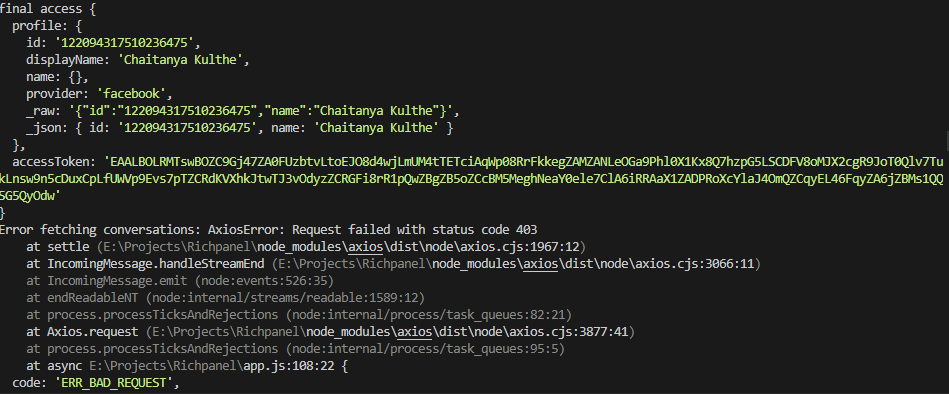 final access {
  profile: {
    id: '122094317510236475',
    displayName: 'Chaitanya Kulthe',
    name: {},
    provider: 'facebook',
    _raw: '{"id":"122094317510236475","name":"Chaitanya Kulthe"}',
    _json: { id: '122094317510236475', name: 'Chaitanya Kulthe' }
  },
  accessToken: 'EAALBOLRMTswBOZC9Gj47ZA0FUzbtvLtoEJO8d4wjLmUM4tTETciAqWp08RrFkkegZAMZANLeOGa9Phl0X1Kx8Q7hzpG5LSCDFV8oMJX2cgR9JoT0Qlv7Tu
kLnsw9n5cDuxCpLfUWVp9Evs7pTZCRdKVXhkJtwTJ3vOdyzZCRGFi8rR1pQwZBgZB5oZCcBM5MeghNeaY0ele7ClA6iRRAaX1ZADPRoXcYlaJ4OmQZCqyEL46FqyZA6jZBMs1QQ
5G5QyOdw'
}
Error fetching conversations: AxiosError: Request failed with status code 403
    at settle (E:\Projects\Richpanel\node_modules\axios\dist\node\axios.cjs:1967:12)
    at IncomingMessage.handleStreamEnd (E:\Projects\Richpanel\node_modules\axios\dist\node\axios.cjs:3066:11)
    at IncomingMessage.emit (node:events:526:35)
    at endReadableNT (node:internal/streams/readable:1589:12)
    at process.processTicksAndRejections (node:internal/process/task_queues:82:21)
    at Axios.request (E:\Projects\Richpanel\node_modules\axios\dist\node\axios.cjs:3877:41)
    at process.processTicksAndRejections (node:internal/process/task_queues:95:5)
    at async E:\Projects\Richpanel\app.js:108:22 {
  code: 'ERR_BAD_REQUEST',